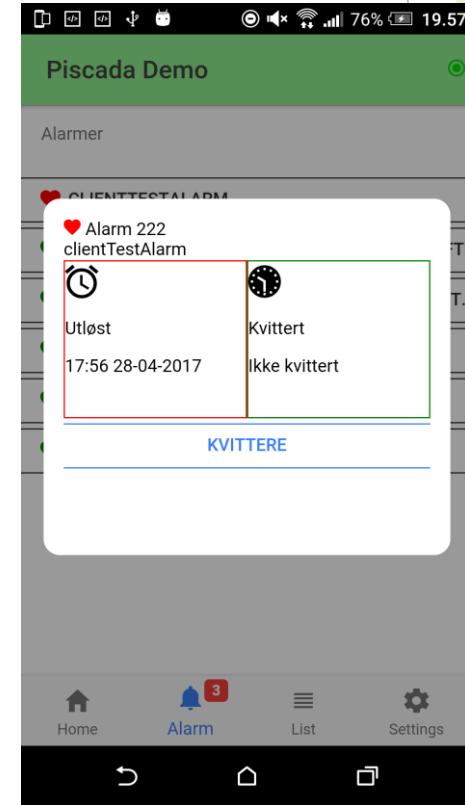 76% 19.57
Piscada Demo
Alarmer
CLIENTTESTALARM
Alarm 222
clientTestAlarm
Utløst
Kvittert
17:56 28-04-2017
Ikke kvittert
KVITTERE
3
Home
Alarm
List
Settings